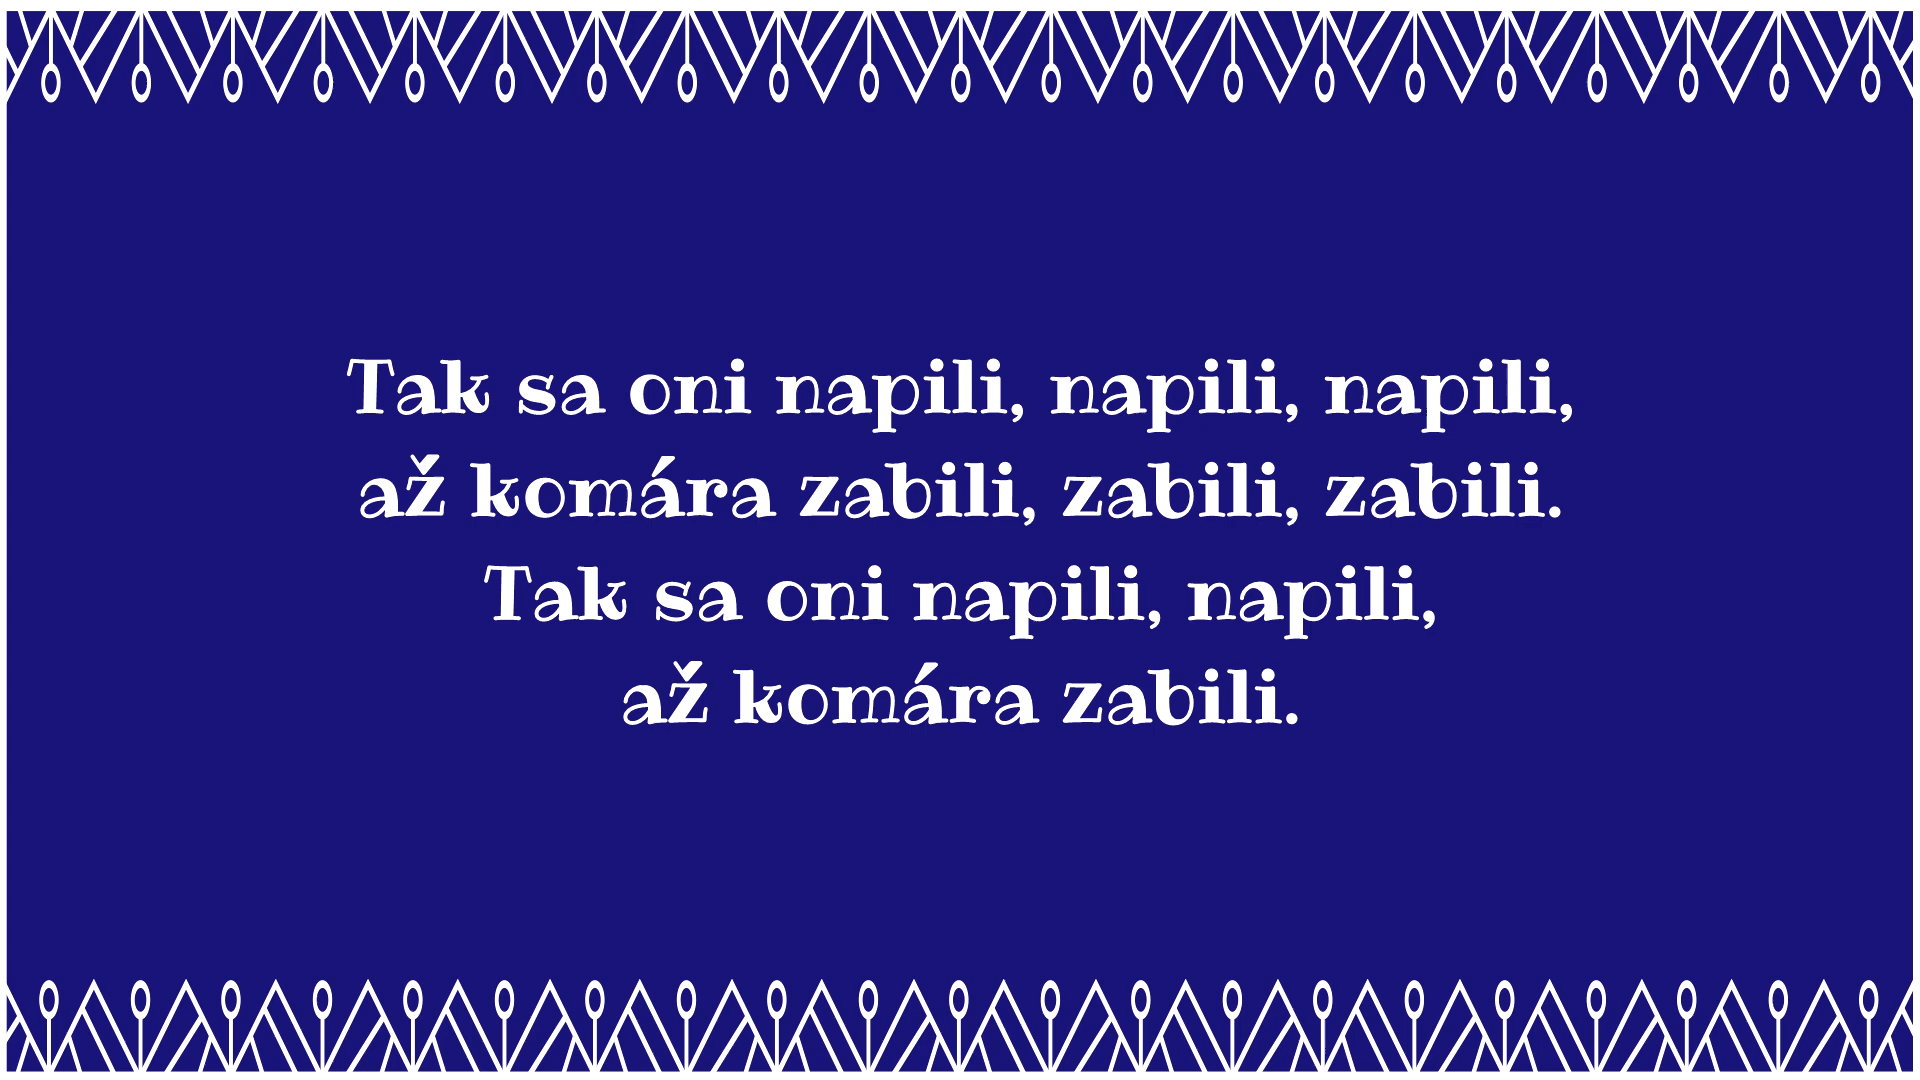 Tak sa oni napili, napili, napili,
až komára zabili, zabili, zabili.
Tak sa oni napili, napili,
až komára zabili.